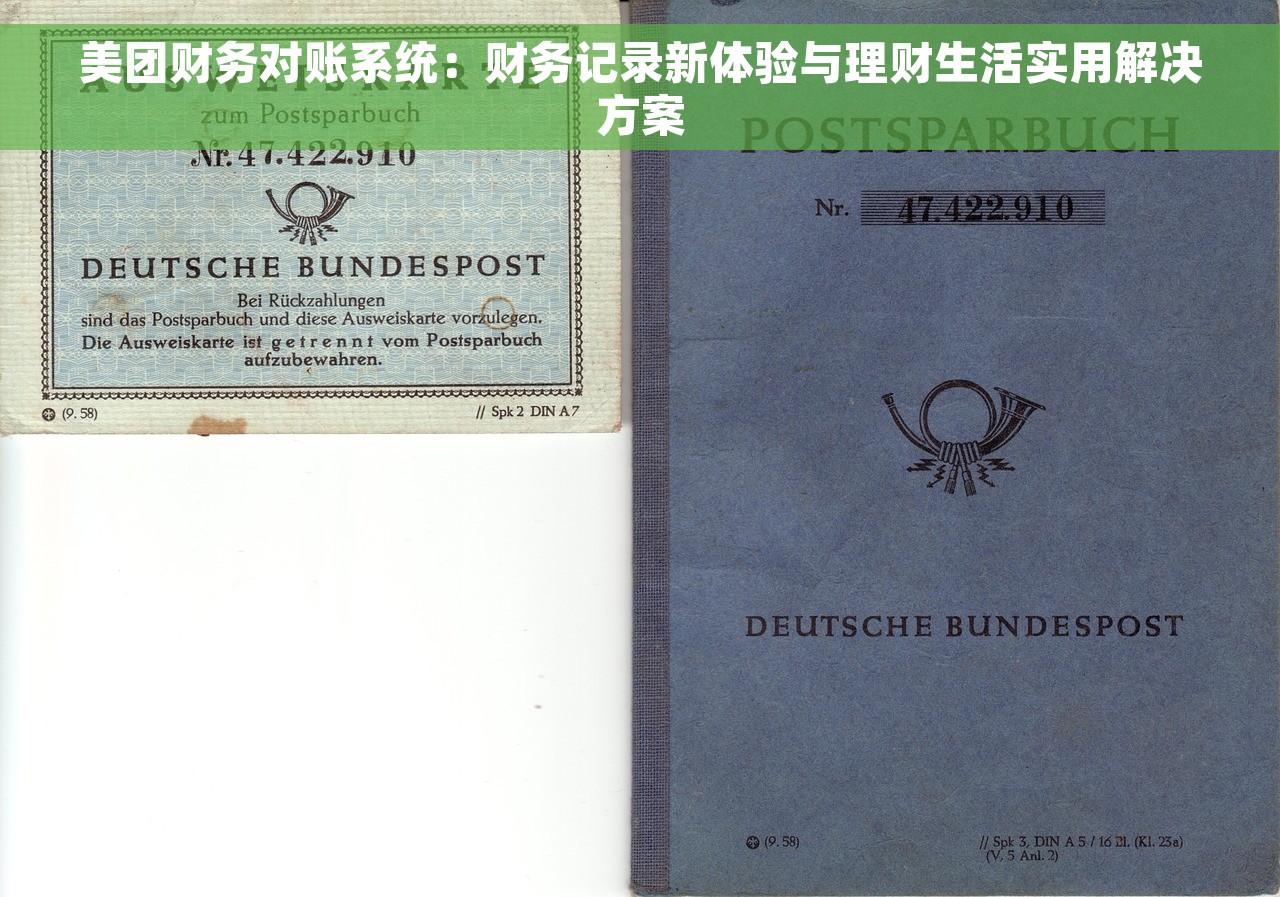 美团财务对账系统：财务记录新体验与理财生活实用解决
方案
AUSWEISKARTE
zum Postsparbuch
Nr. 47.422.910
DEUTSCHE BUNDESPOST
Bei Rückzahlungen
sind das Postsparbuch und diese Ausweiskarte vorzulegen.
Die Ausweiskarte ist getrennt vom Postsparbuch
aufzubewahren.
(9. 58)
// Spk 2 DIN A 7
POSTSPARBUCH
Nr. 47.422.910
DEUTSCHE BUNDESPOST
(9. 58)
// Spk 3, DIN A 5 / 16 Bl. (Kl. 23a)
(V, 5 Anl. 2)